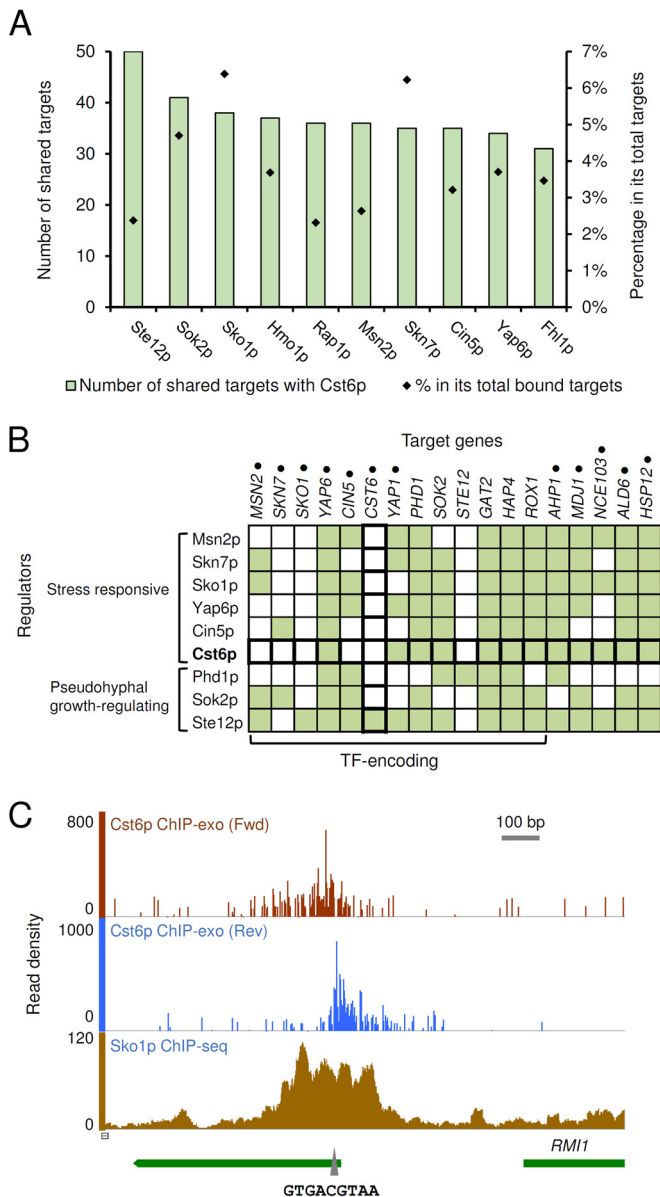 A
Number of shared targets
50
40
30
20
10
0
7%
6%
5%
4%
3%
2%
1%
0%
Percentage in its total targets
Ste12p
Sok2p
Sko1p
Hmo1p
Rap1p
Msn2p
Skn7p
Cin5p
Yap6p
Fhl1p
Number of shared targets with Cst6p
% in its total bound targets
B
Target genes
MSN2
SKN7
SKO1
YAP6
CIN5
CST6
YAP1
PHD1
SOK2
STE12
GAT2
HAP4
ROX1
AHP1
MDJ1
NCE103
ALD6
HSP12
Regulators
Stress responsive
Msn2p
Skn7p
Sko1p
Yap6p
Cin5p
Cst6p
Pseudohyphal
growth-regulating
Phd1p
Sok2p
Ste12p
TF-encoding
C
Read density
800
Cst6p ChIP-exo (Fwd)
100 bp
0
1000
Cst6p ChIP-exo (Rev)
0
120
Sko1p ChIP-seq
0
RMI1
GTGACGTAA